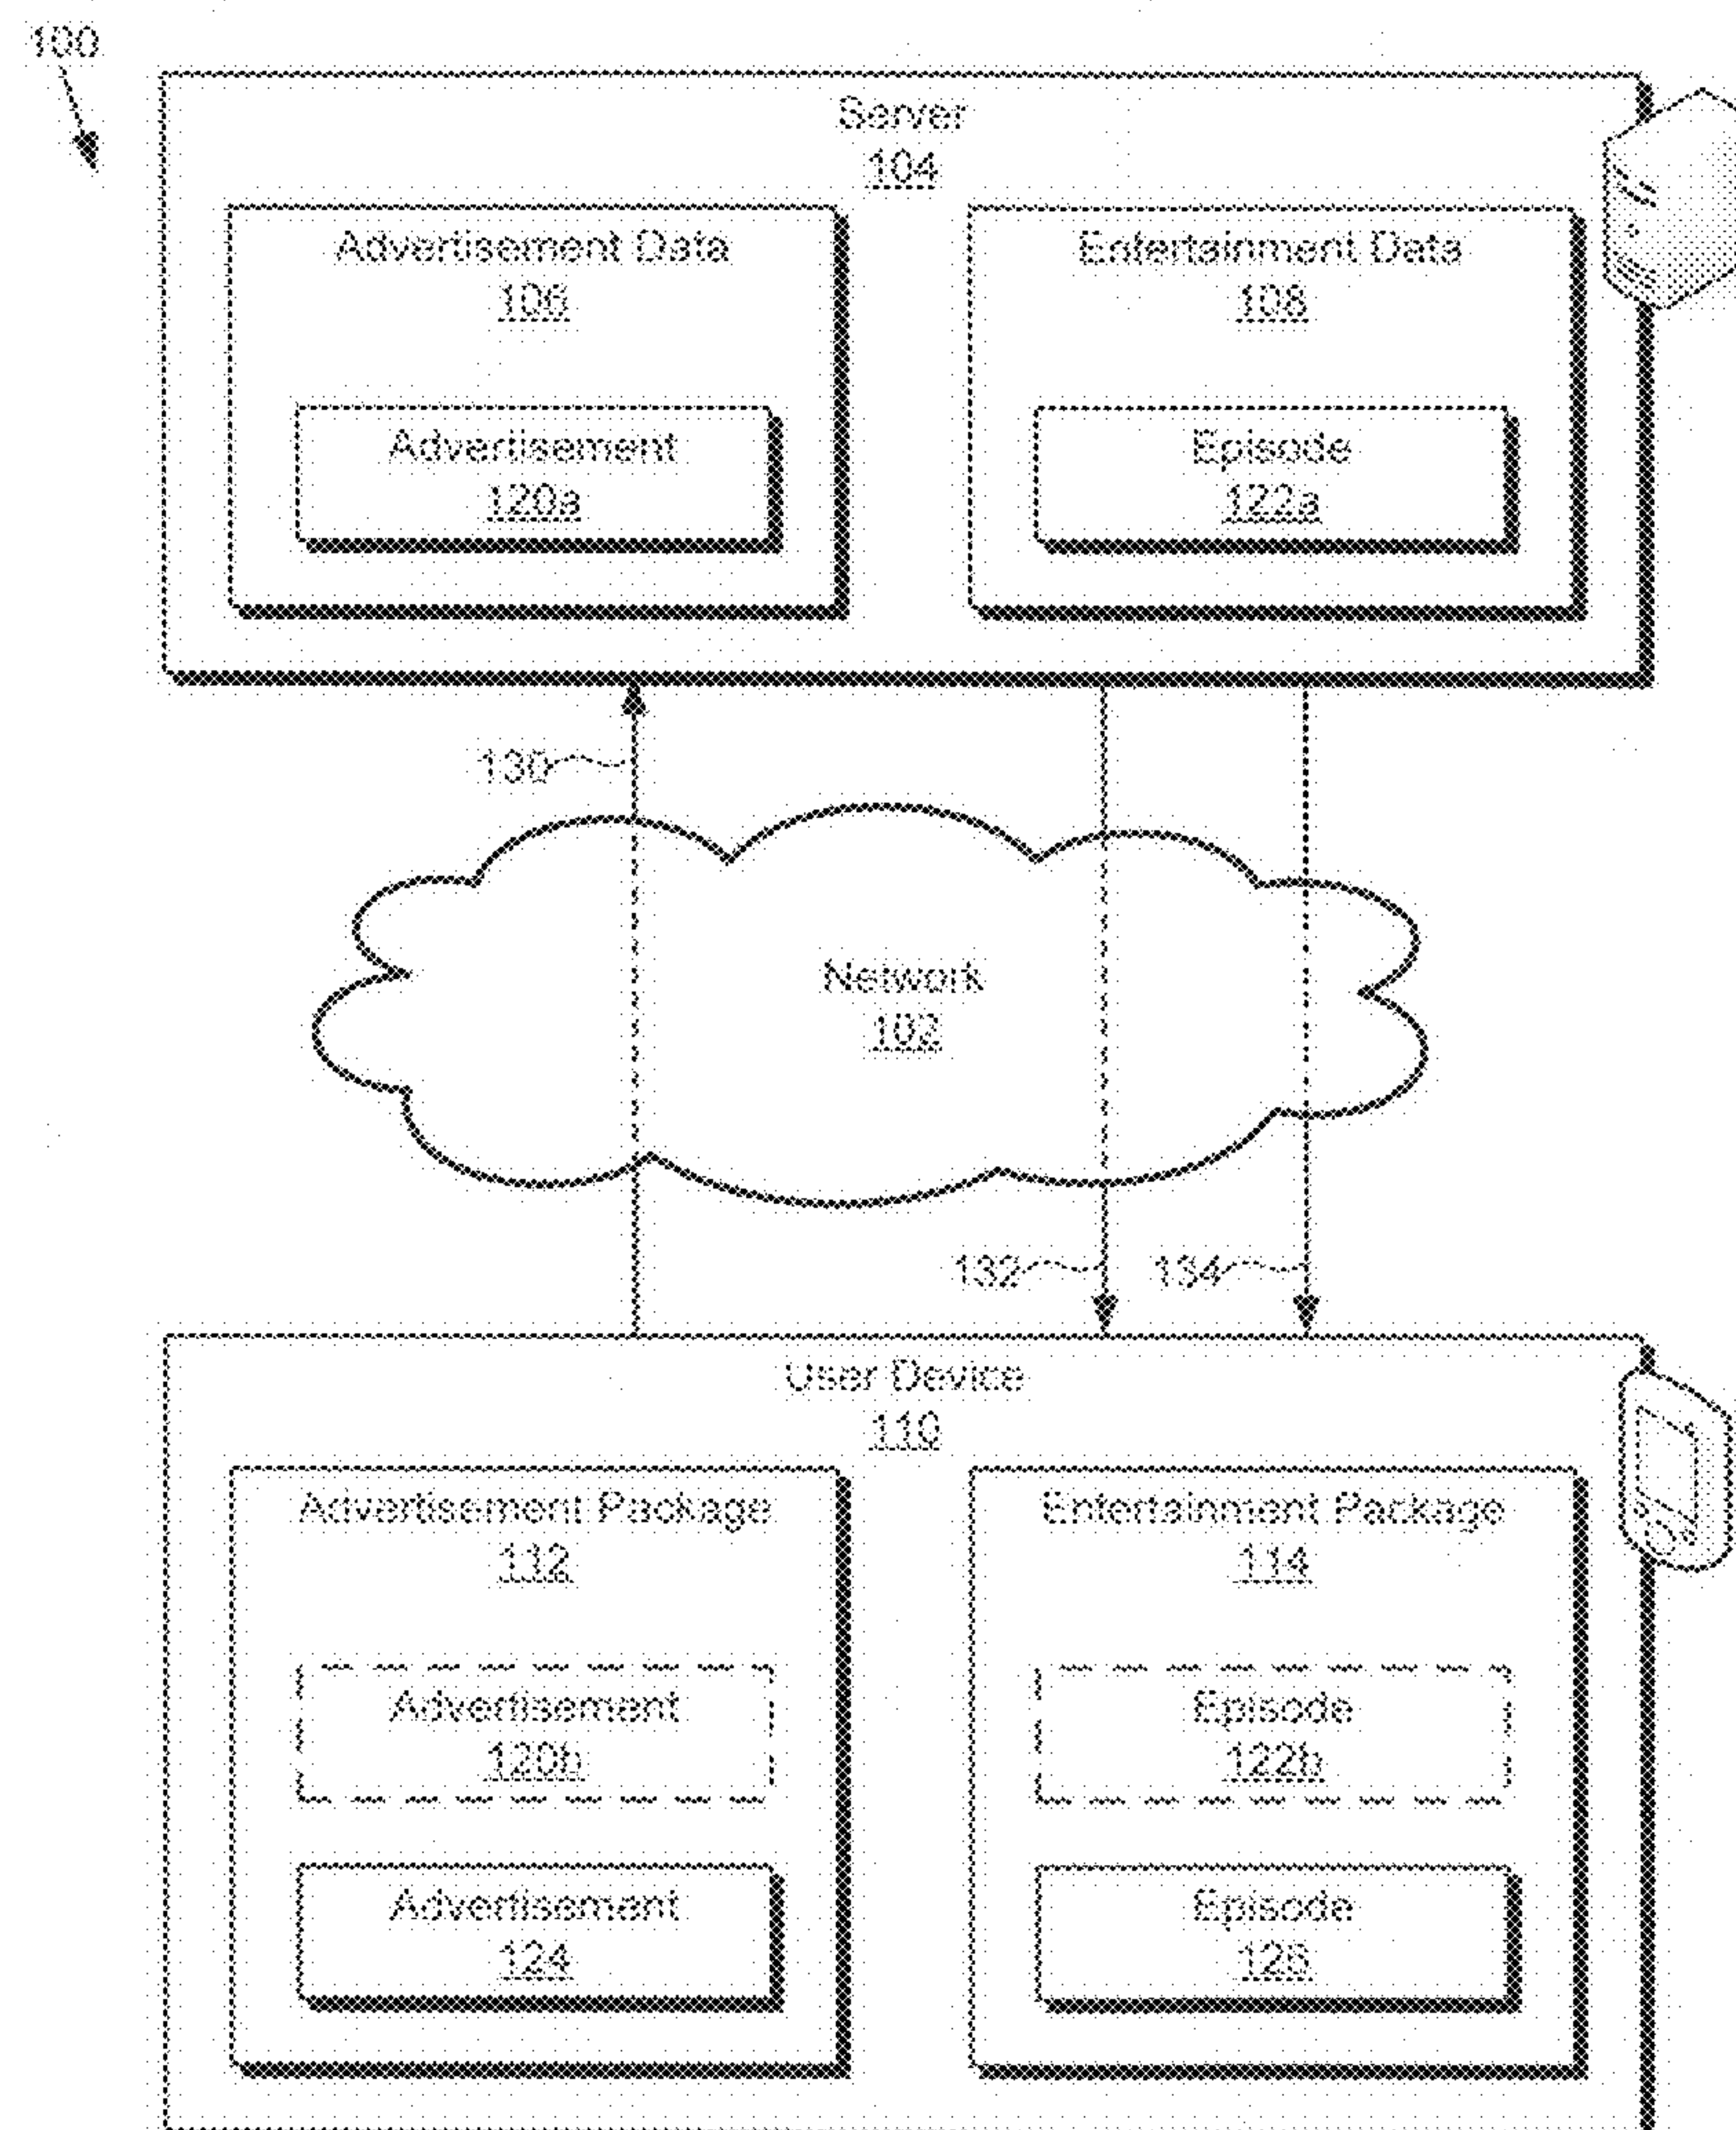 100
Server
104
Advertisement Data
106
Entertainment Data
108
Advertisement
120a
Episode
122a
130
Network
102
132
134
User Device
110
Advertisement Package
112
Entertainment Package
114
Advertisement
120b
Episode
122b
Advertisement
124
Episode
126